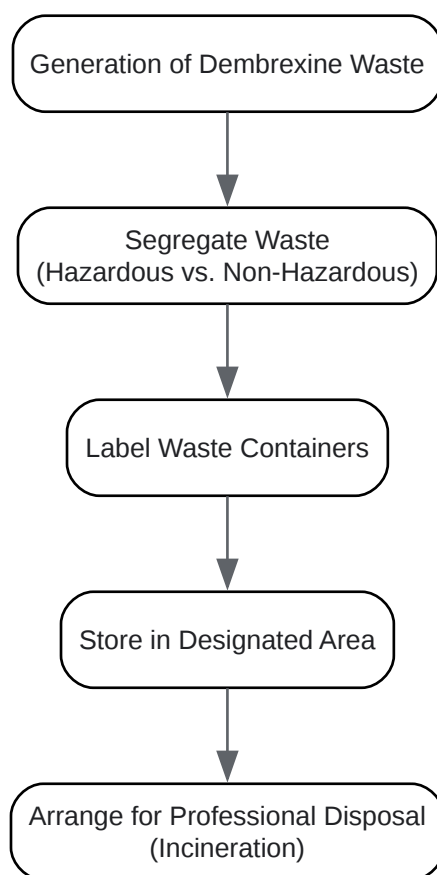 Generation of Dembrexine Waste
Segregate Waste
(Hazardous vs. Non-Hazardous)
Label Waste Containers
Store in Designated Area
Arrange for Professional Disposal
(Incineration)